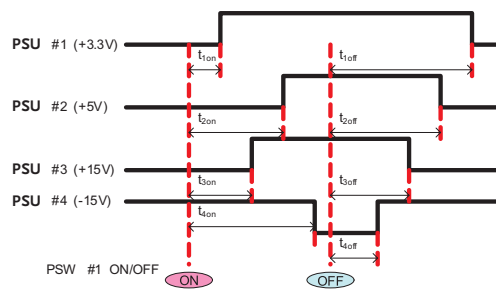 PSU #1 (+3.3V)
t1on
t1off
PSU #2 (+5V)
t2on
t2off
PSU #3 (+15V)
t3on
t3off
PSU #4 (-15V)
t4on
t4off
PSW #1 ON/OFF
ON
OFF